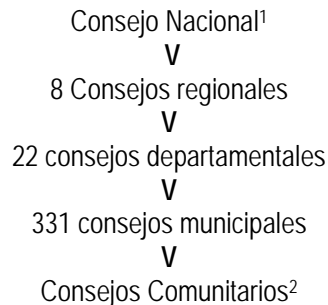 Consejo Nacional¹
V
8 Consejos regionales
V
22 consejos departamentales
V
331 consejos municipales
V
Consejos Comunitarios²